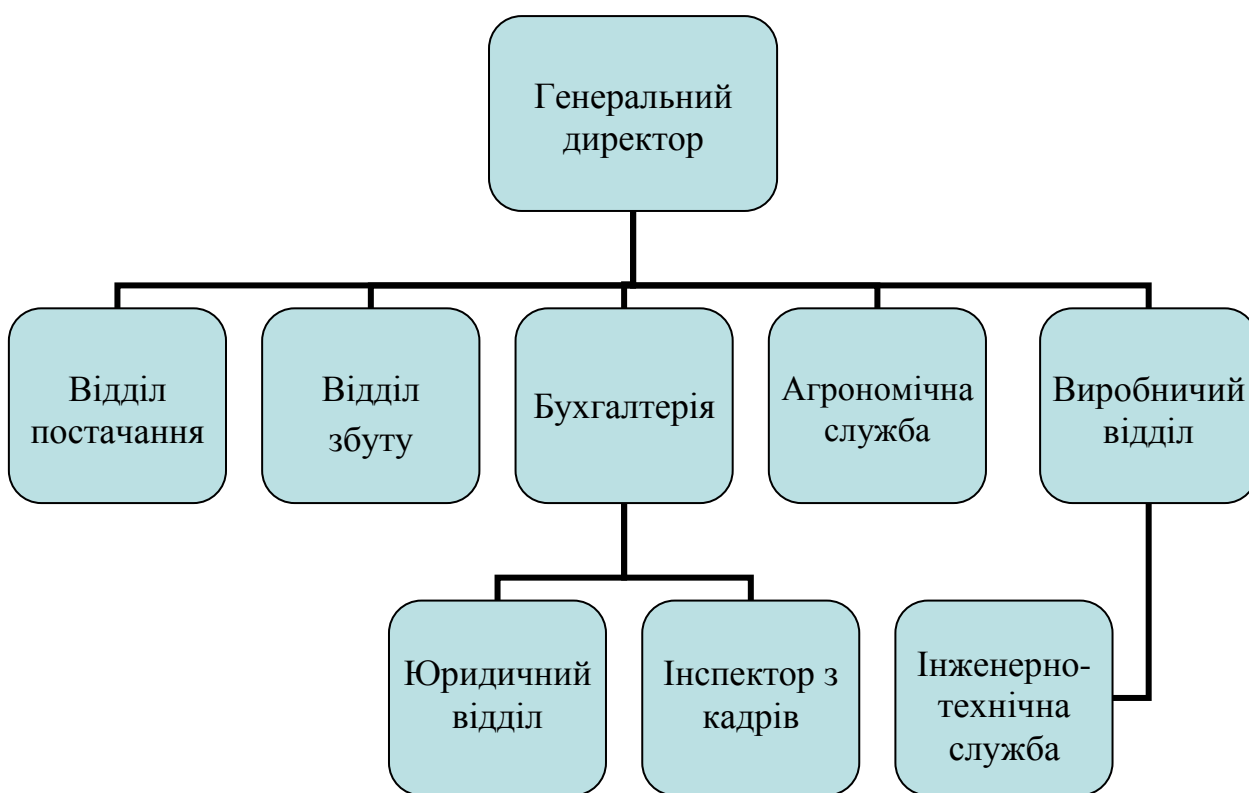 Генеральний
директор
Відділ
постачання
Відділ
збуту
Бухгалтерія
Агрономічна
служба
Виробничий
відділ
Юридичний
відділ
Інспектор з
кадрів
Інженерно-
технічна
служба